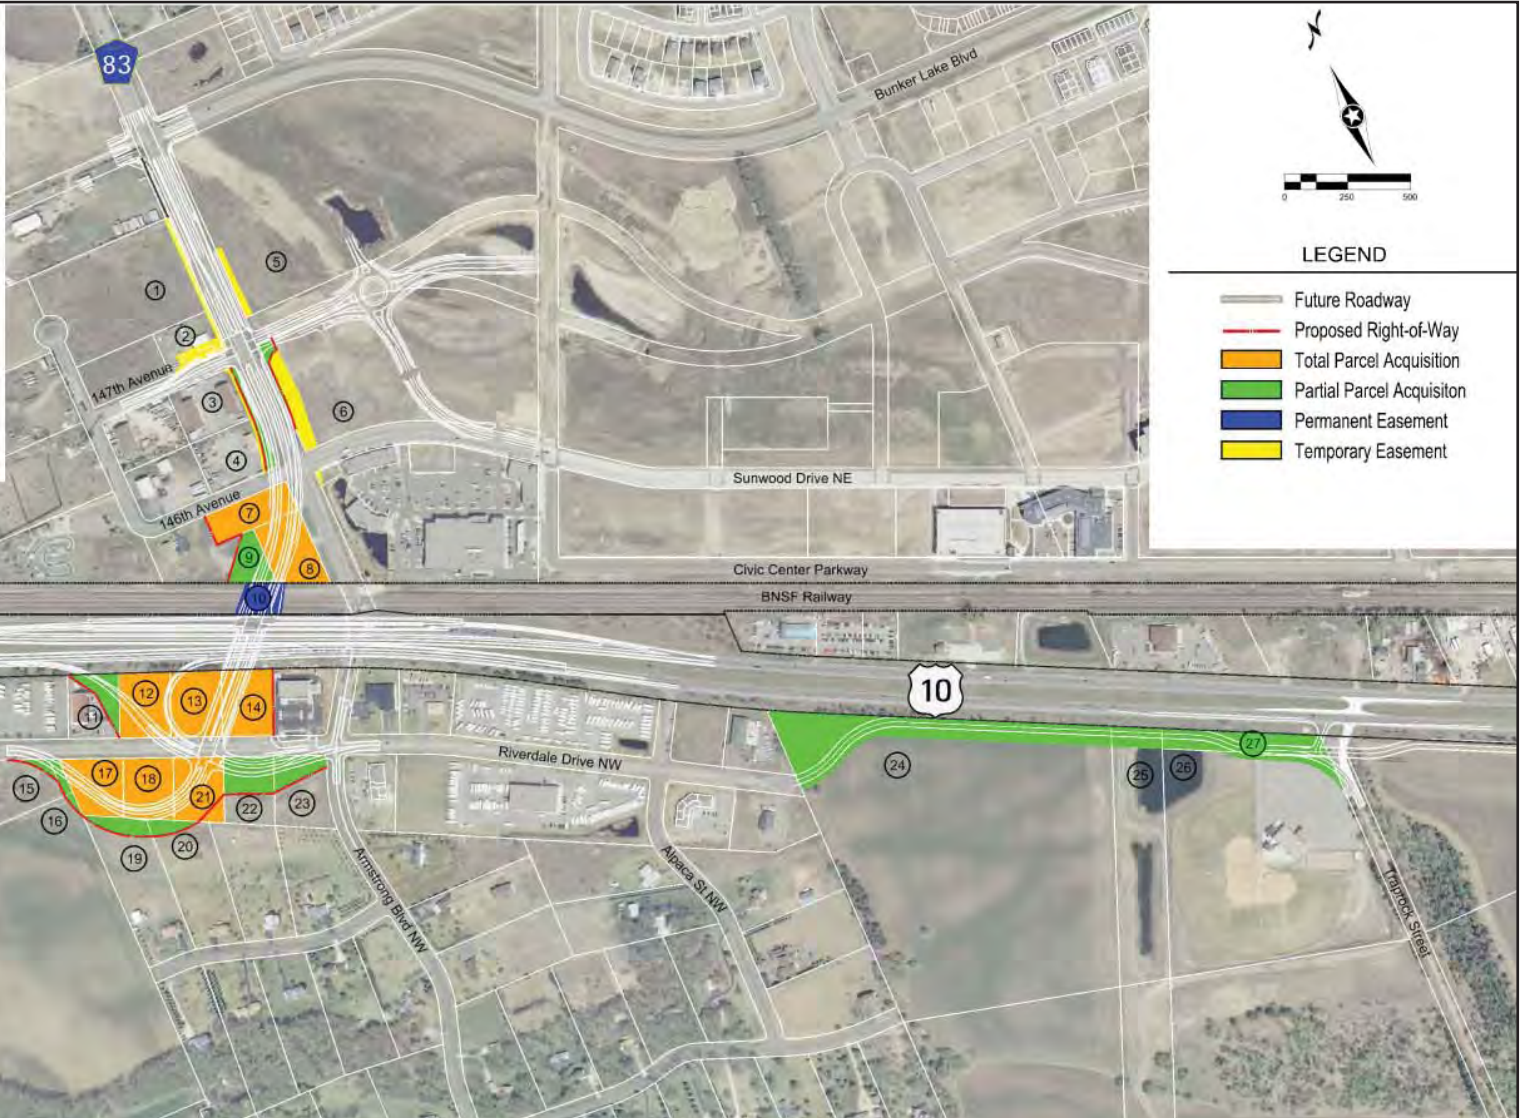 83
Bunker Lake Blvd
0 250 500
LEGEND
Future Roadway
Proposed Right-of-Way
Total Parcel Acquisition
Partial Parcel Acquisiton
Permanent Easement
Temporary Easement
5
1
2
147th Avenue
3
6
4
Sunwood Drive NE
146th Avenue
7
9
8
Civic Center Parkway
10
BNSF Railway
12
13
14
11
10
Riverdale Drive NW
27
24
25
26
15
17
18
21
22
23
16
19
20
Armstrong Blvd NW
Alpaca St NW
Traprock Street